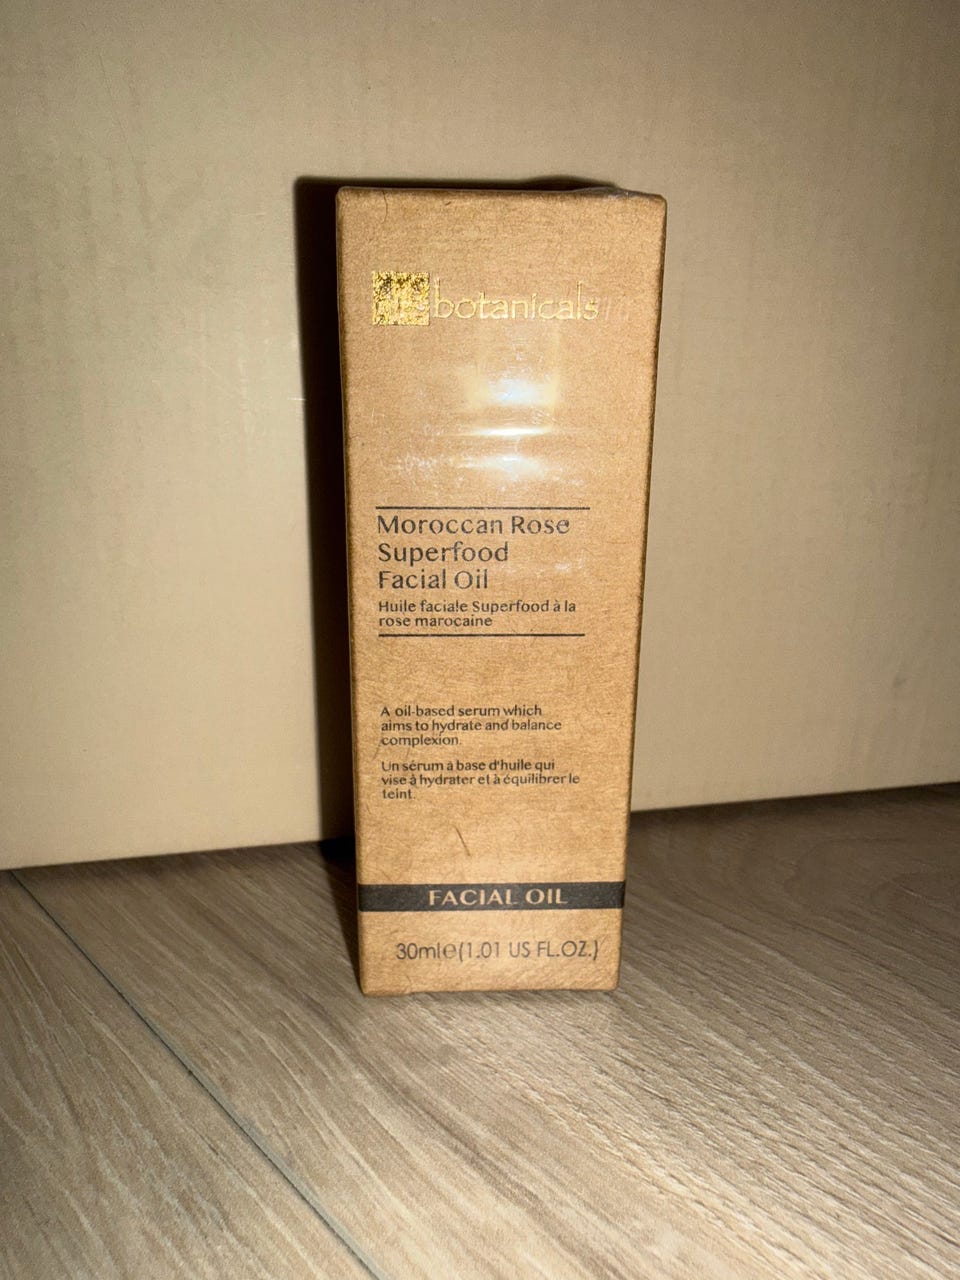 botanicals
Moroccan Rose
Superfood
Facial Oil
Huile faciale Superfood à la
rose marocaine
A oil-based serum which
aims to hydrate and balance
complexion.
Un sérum à base d'huile qui
vise à hydrater et à équilibrer le
teint.
FACIAL OIL
30ml℮(1.01 US FL.OZ.)